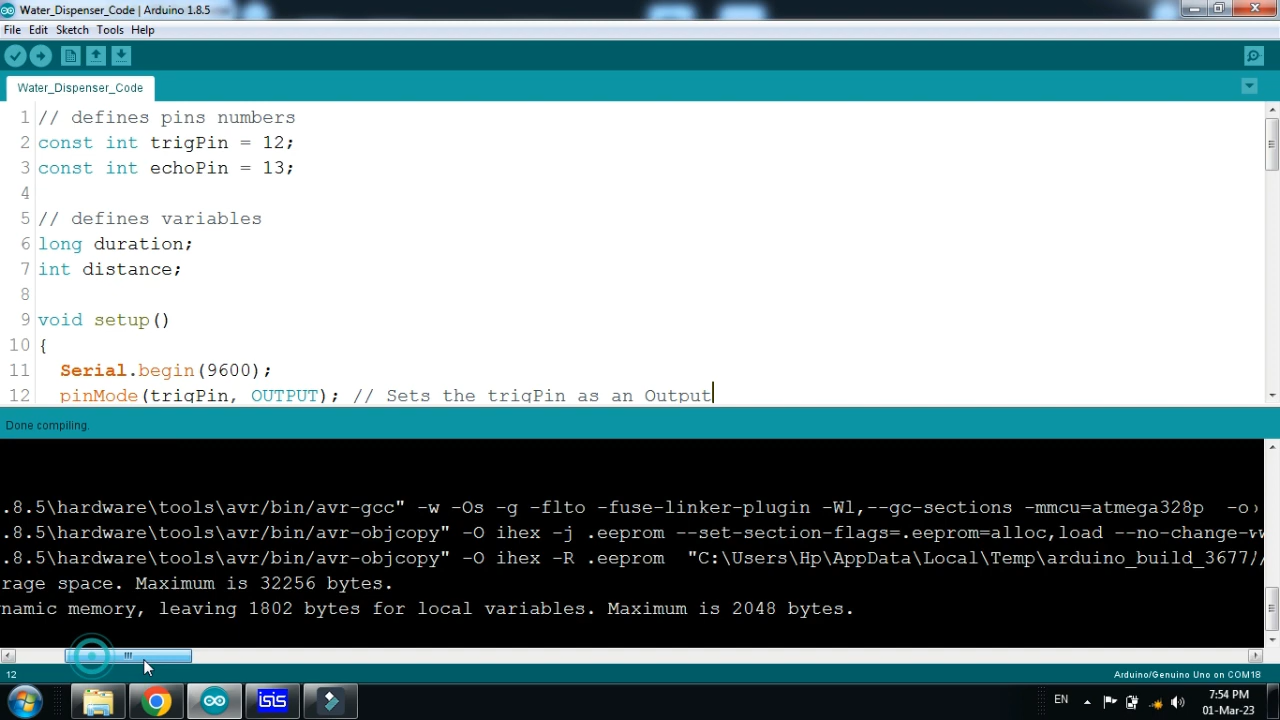 Water_Dispenser_Code | Arduino 1.8.5
File Edit Sketch Tools Help
Water_Dispenser_Code
1 // defines pins numbers
2 const int trigPin = 12;
3 const int echoPin = 13;
4
5 // defines variables
6 long duration;
7 int distance;
8
9 void setup()
10 {
11 Serial.begin(9600);
12 pinMode(trigPin, OUTPUT); // Sets the trigPin as an Output
Done compiling.
.8.5\hardware\tools\avr/bin/avr-gcc" -w -Os -g -flto -fuse-linker-plugin -Wl,--gc-sections -mmcu=atmega328p -o
.8.5\hardware\tools\avr/bin/avr-objcopy" -O ihex -j .eeprom --set-section-flags=.eeprom=alloc,load --no-change-
.8.5\hardware\tools\avr/bin/avr-objcopy" -O ihex -R .eeprom "C:\Users\Hp\AppData\Local\Temp\arduino_build_3677
rage space. Maximum is 32256 bytes.
namic memory, leaving 1802 bytes for local variables. Maximum is 2048 bytes.
12
Arduino/Genuino Uno on COM18
isis
EN
7:54 PM
01-Mar-23